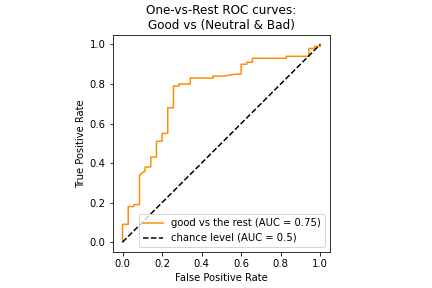 One-vs-Rest ROC curves:
Good vs (Neutral & Bad)
1.0
0.8
0.6
0.4
0.2
0.0
True Positive Rate
good vs the rest (AUC = 0.75)
chance level (AUC = 0.5)
0.0 0.2 0.4 0.6 0.8 1.0
False Positive Rate